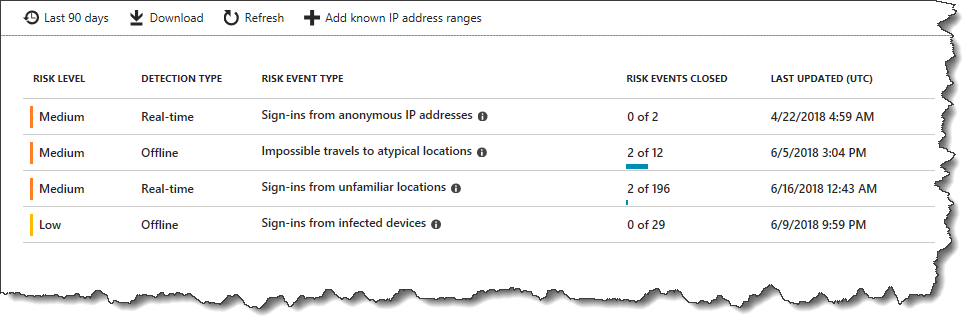 Last 90 days Download Refresh Add known IP address ranges
RISK LEVEL DETECTION TYPE RISK EVENT TYPE RISK EVENTS CLOSED LAST UPDATED (UTC)
Medium Real-time Sign-ins from anonymous IP addresses 0 of 2 4/22/2018 4:59 AM
Medium Offline Impossible travels to atypical locations 2 of 12 6/5/2018 3:04 PM
Medium Real-time Sign-ins from unfamiliar locations 2 of 196 6/16/2018 12:43 AM
Low Offline Sign-ins from infected devices 0 of 29 6/9/2018 9:59 PM